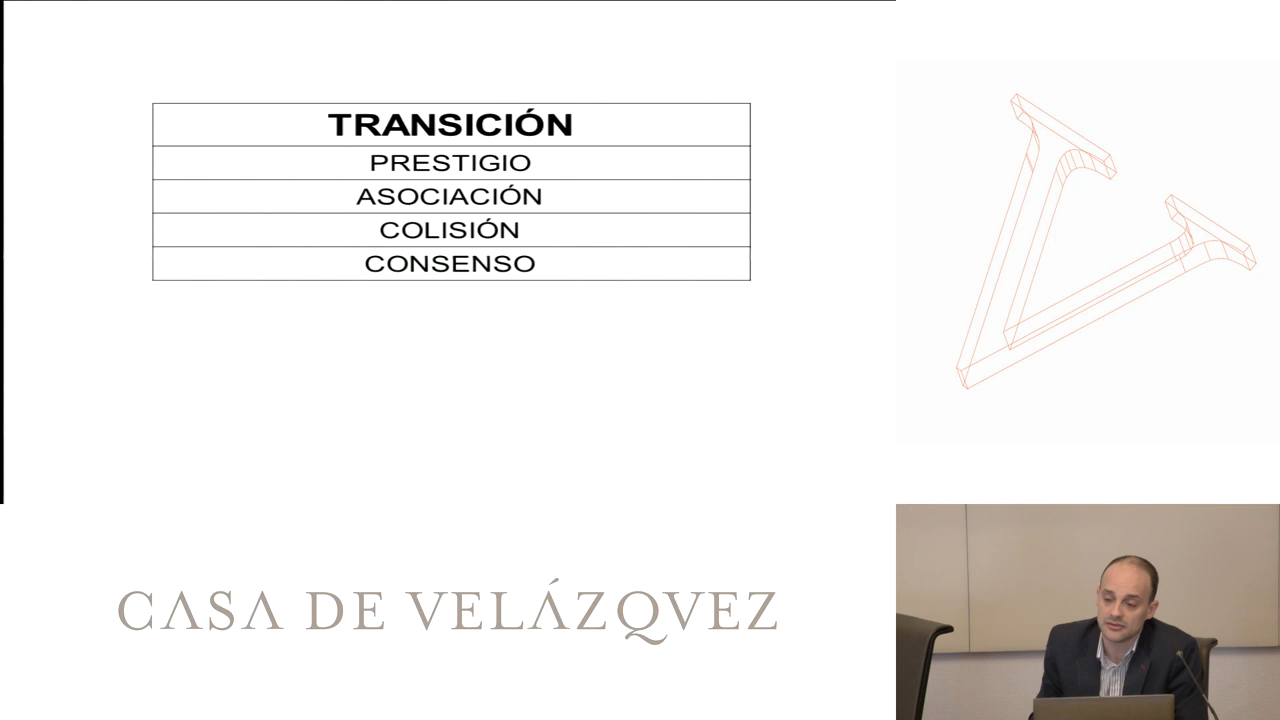 TRANSICIÓN
PRESTIGIO
ASOCIACIÓN
COLISIÓN
CONSENSO
CASA DE VELÁZQVEZ